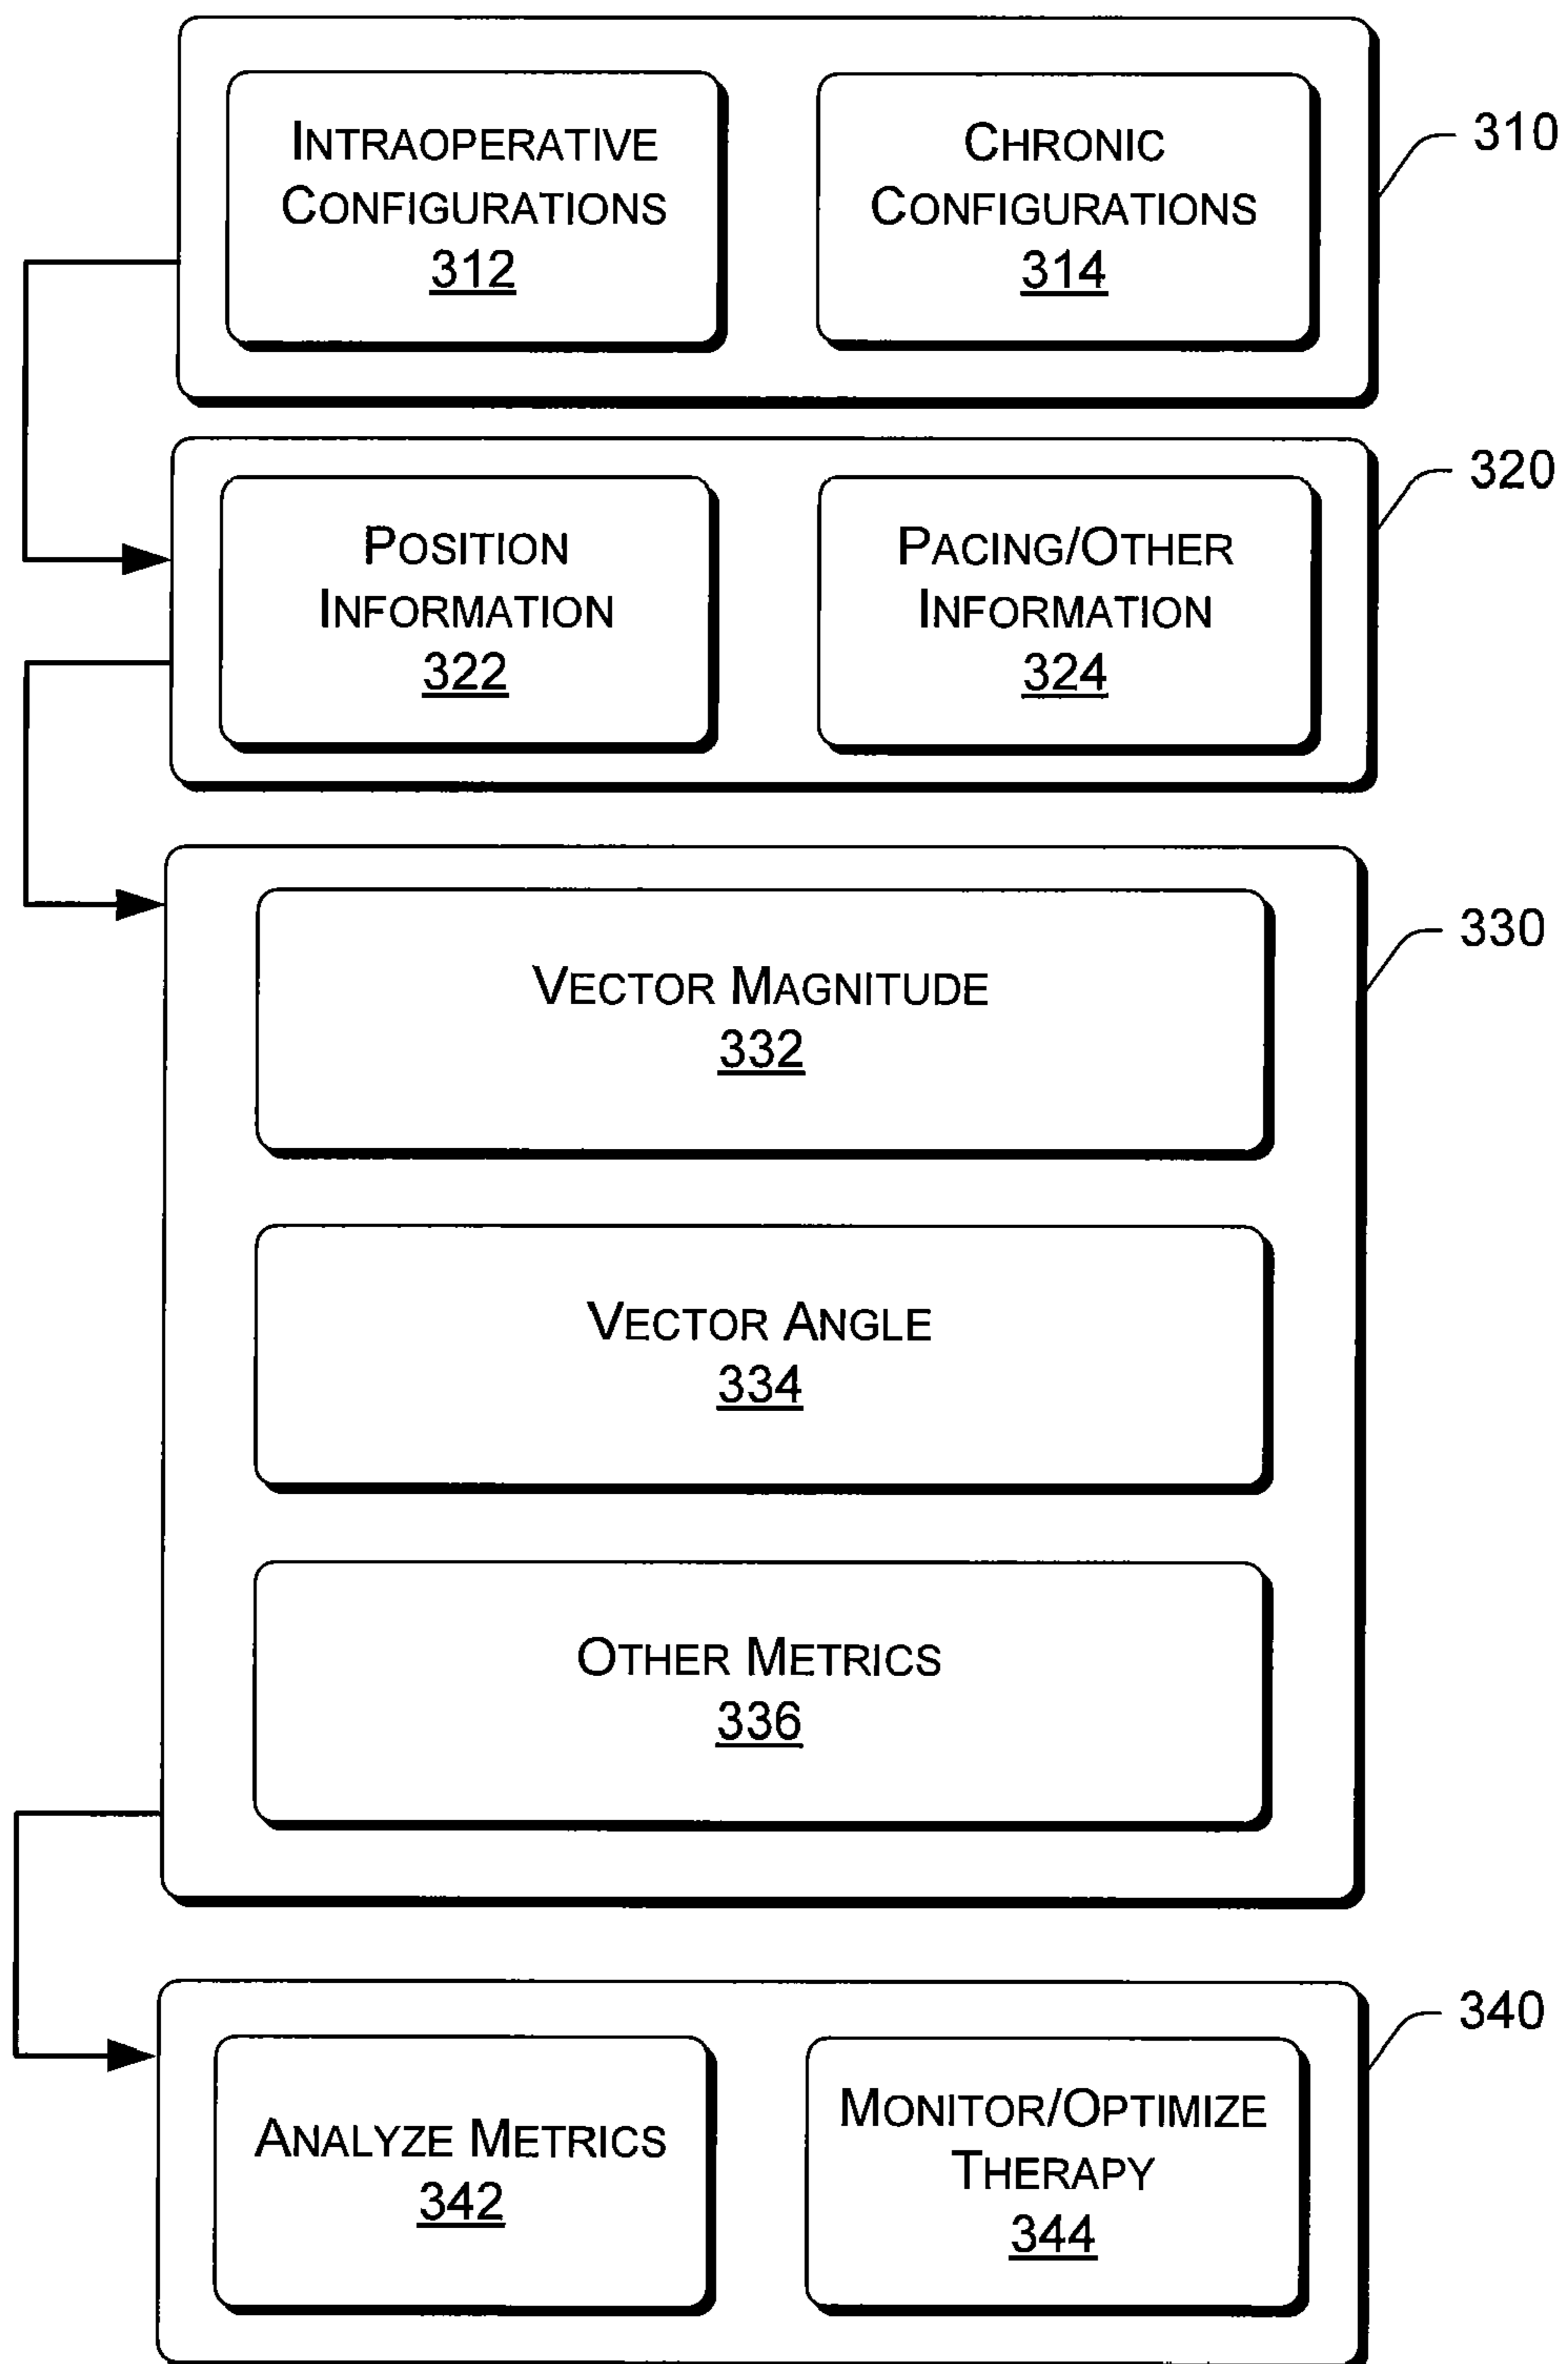 INTRAOPERATIVE
CONFIGURATIONS
312
CHRONIC
CONFIGURATIONS
314
310
POSITION
INFORMATION
322
PACING/OTHER
INFORMATION
324
320
VECTOR MAGNITUDE
332
330
VECTOR ANGLE
334
OTHER METRICS
336
ANALYZE METRICS
342
MONITOR/OPTIMIZE
THERAPY
344
340